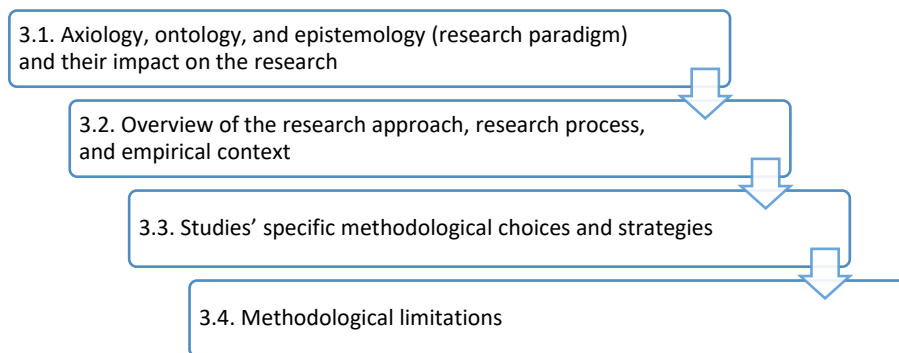 3.1. Axiology, ontology, and epistemology (research paradigm)
and their impact on the research
3.2. Overview of the research approach, research process,
and empirical context
3.3. Studies’ specific methodological choices and strategies
3.4. Methodological limitations